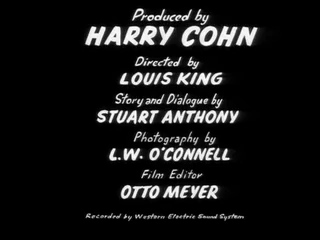 Produced by
HARRY COHN
Directed by
LOUIS KING
Story and Dialogue by
STUART ANTHONY
Photography by
L.W. O'CONNELL
Film Editor
OTTO MEYER
Recorded by Western Electric Sound System